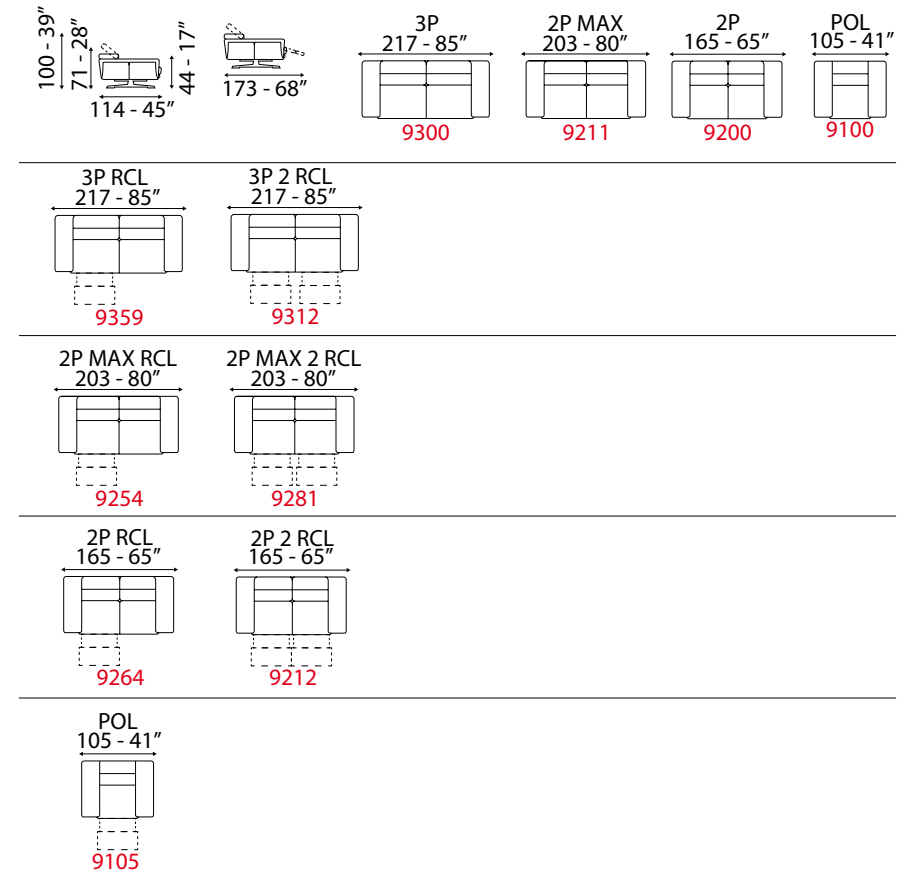 100 - 39”
71 - 28”
44 - 17”
114 - 45”
173 - 68”
3P
217 - 85”
9300
2P MAX
203 - 80”
9211
2P
165 - 65”
9200
POL
105 - 41”
9100
3P RCL
217 - 85”
9359
3P 2 RCL
217 - 85”
9312
2P MAX RCL
203 - 80”
9254
2P MAX 2 RCL
203 - 80”
9281
2P RCL
165 - 65”
9264
2P 2 RCL
165 - 65”
9212
POL
105 - 41”
9105